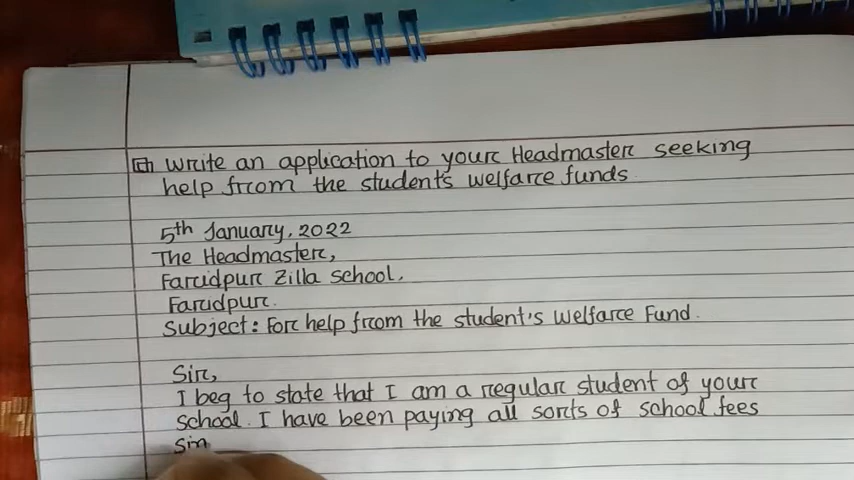 Write an application to your Headmaster seeking
help from the student's welfare funds
5th January, 2022
The Headmaster,
Faridpur Zilla school,
Faridpur.
Subject: For help from the student's welfare Fund.
Sir,
I beg to state that I am a regular student of your
school. I have been paying all sorts of school fees
sin